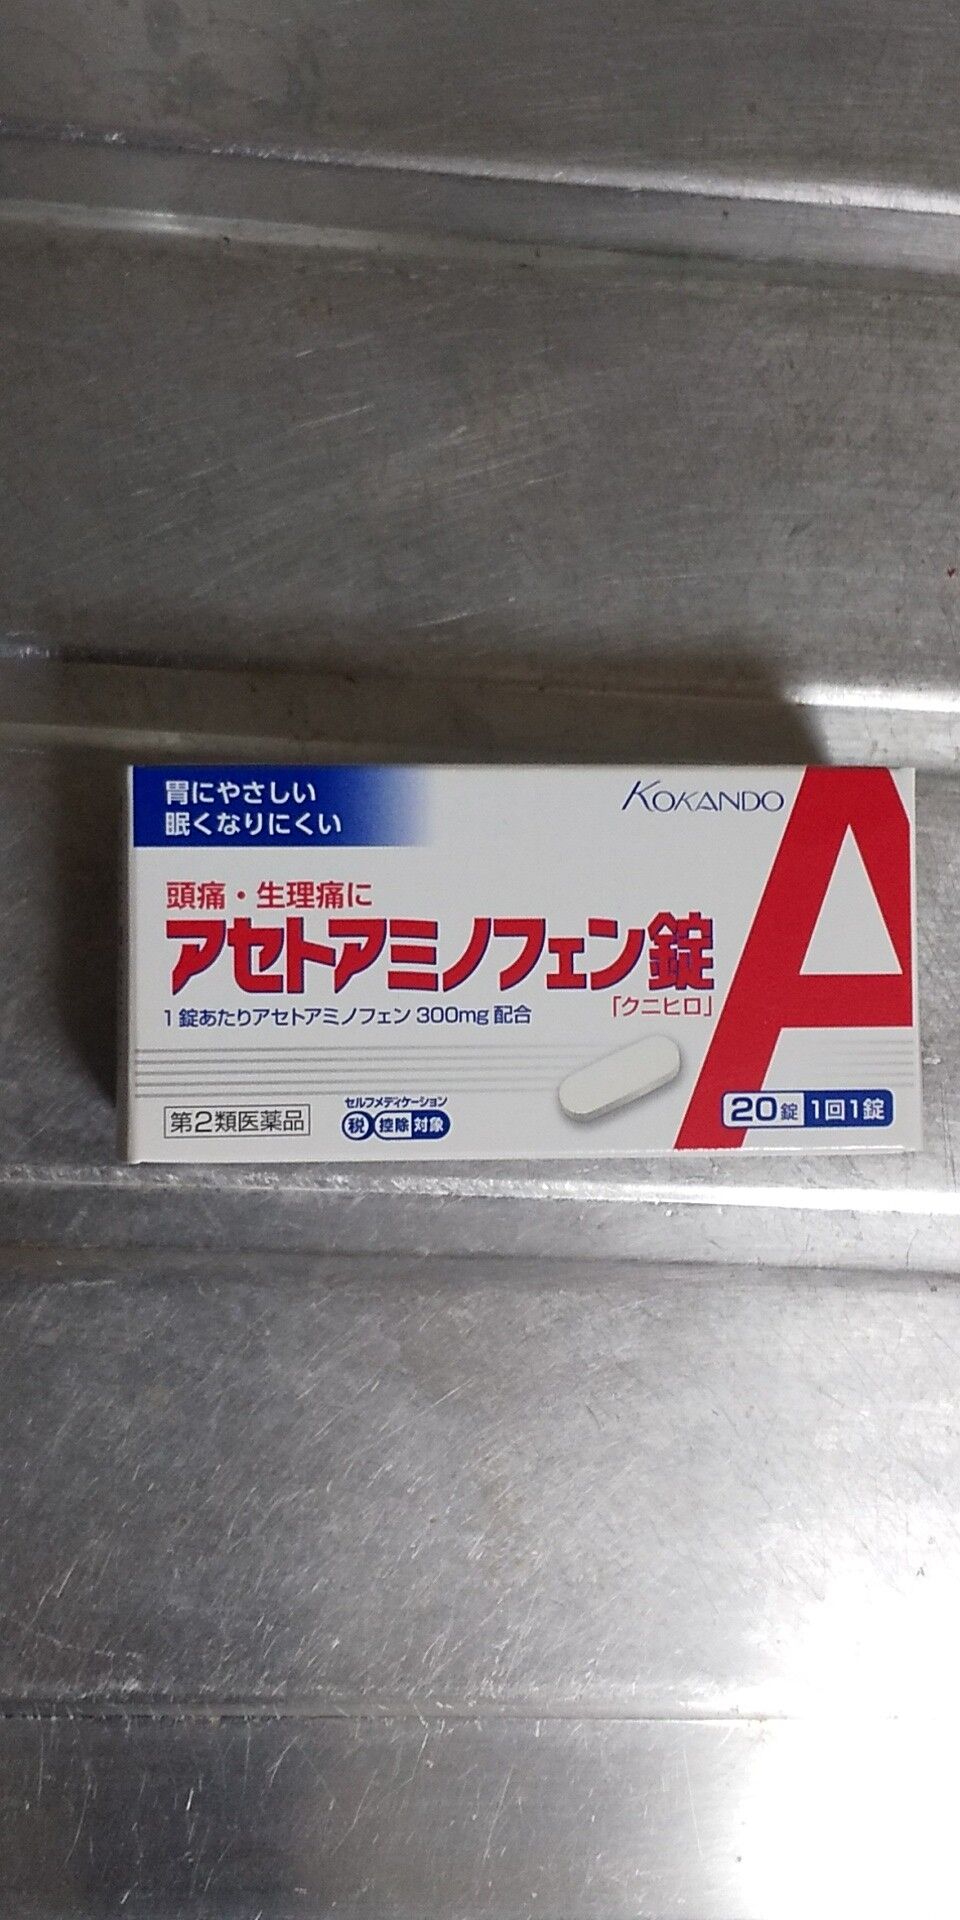 胃にやさしい
眠くなりにくい
KOKANDO
頭痛・生理痛に
アセトアミノフェン錠
「クニヒロ」
1錠あたりアセトアミノフェン 300mg 配合
A
第2類医薬品
セルフメディケーション
税 控除 対象
20錠 1回1錠